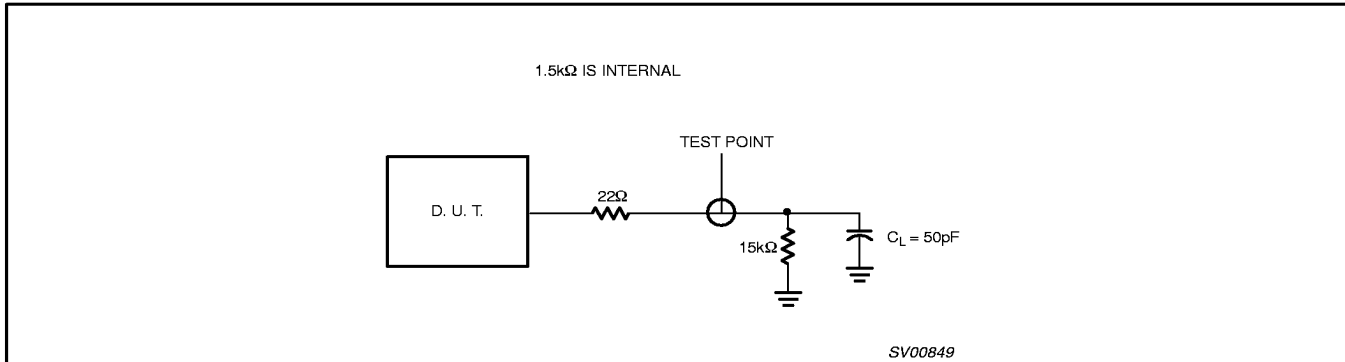 1.5kΩ IS INTERNAL
TEST POINT
22Ω
D. U. T.
15kΩ
C_L = 50pF
SV00849